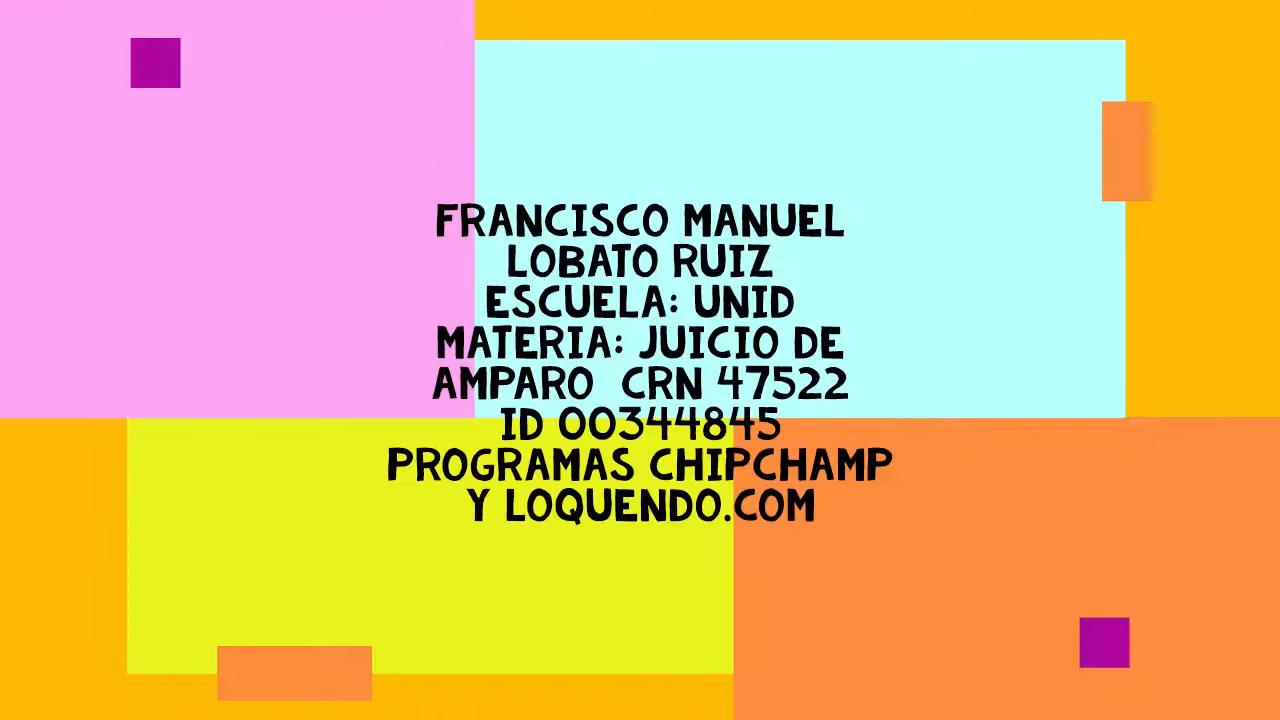 FRANCISCO MANUEL
LOBATO RUIZ
ESCUELA: UNID
MATERIA: JUICIO DE
AMPARO CRN 47522
ID 00344845
PROGRAMAS CHIPCHAMP
Y LOQUENDO.COM